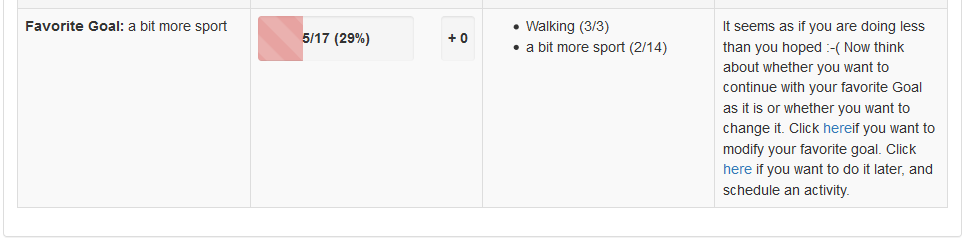 Favorite Goal: a bit more sport
5/17 (29%)
+ 0
Walking (3/3)
a bit more sport (2/14)
It seems as if you are doing less
than you hoped :-( Now think
about whether you want to
continue with your favorite Goal
as it is or whether you want to
change it. Click hereif you want to
modify your favorite goal. Click
here if you want to do it later, and
schedule an activity.